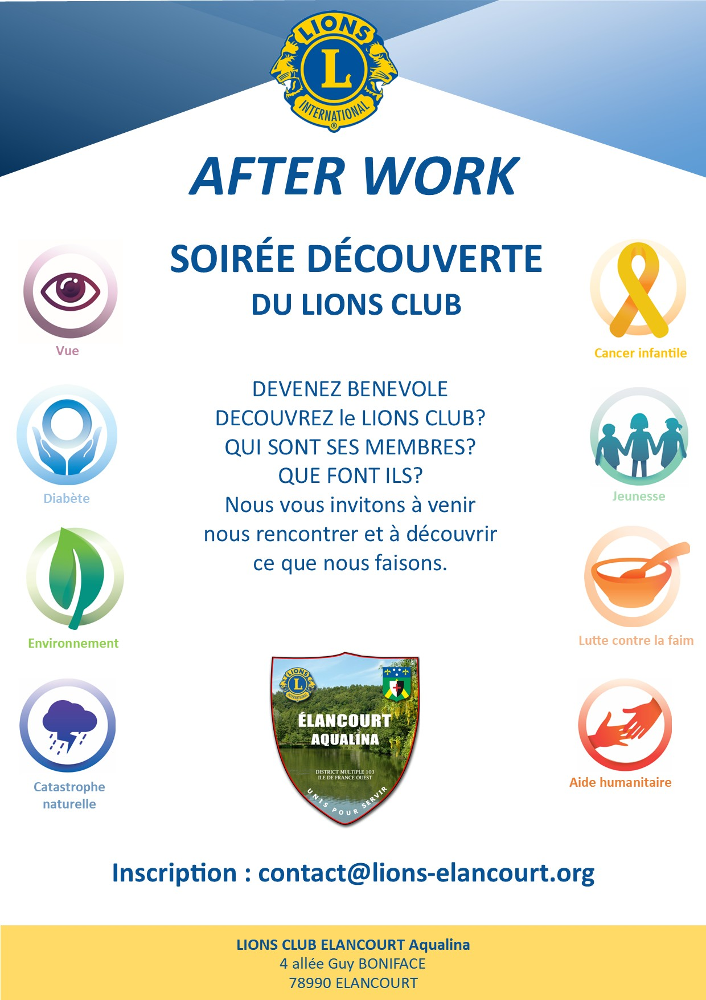 LIONS
L
INTERNATIONAL
®
AFTER WORK
SOIRÉE DÉCOUVERTE
DU LIONS CLUB
Vue
Cancer infantile
DEVENEZ BENEVOLE
DECOUVREZ le LIONS CLUB?
QUI SONT SES MEMBRES?
QUE FONT ILS?
Nous vous invitons à venir
nous rencontrer et à découvrir
ce que nous faisons.
Diabète
Jeunesse
Environnement
Lutte contre la faim
Catastrophe
naturelle
Aide humanitaire
LIONS
L
INTERNATIONAL
ÉLANCOURT
AQUALINA
DISTRICT MULTIPLE 103
ILE DE FRANCE OUEST
UNIS POUR SERVIR
Inscription : contact@lions-elancourt.org
LIONS CLUB ELANCOURT Aqualina
4 allée Guy BONIFACE
78990 ELANCOURT